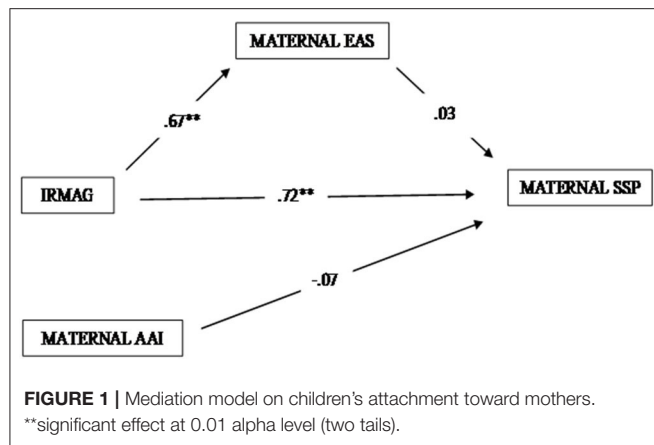 MATERNAL EAS
.67**
.03
IRMAG
.72**
MATERNAL SSP
-.07
MATERNAL AAI
FIGURE 1 | Mediation model on children's attachment toward mothers.
**significant effect at 0.01 alpha level (two tails).